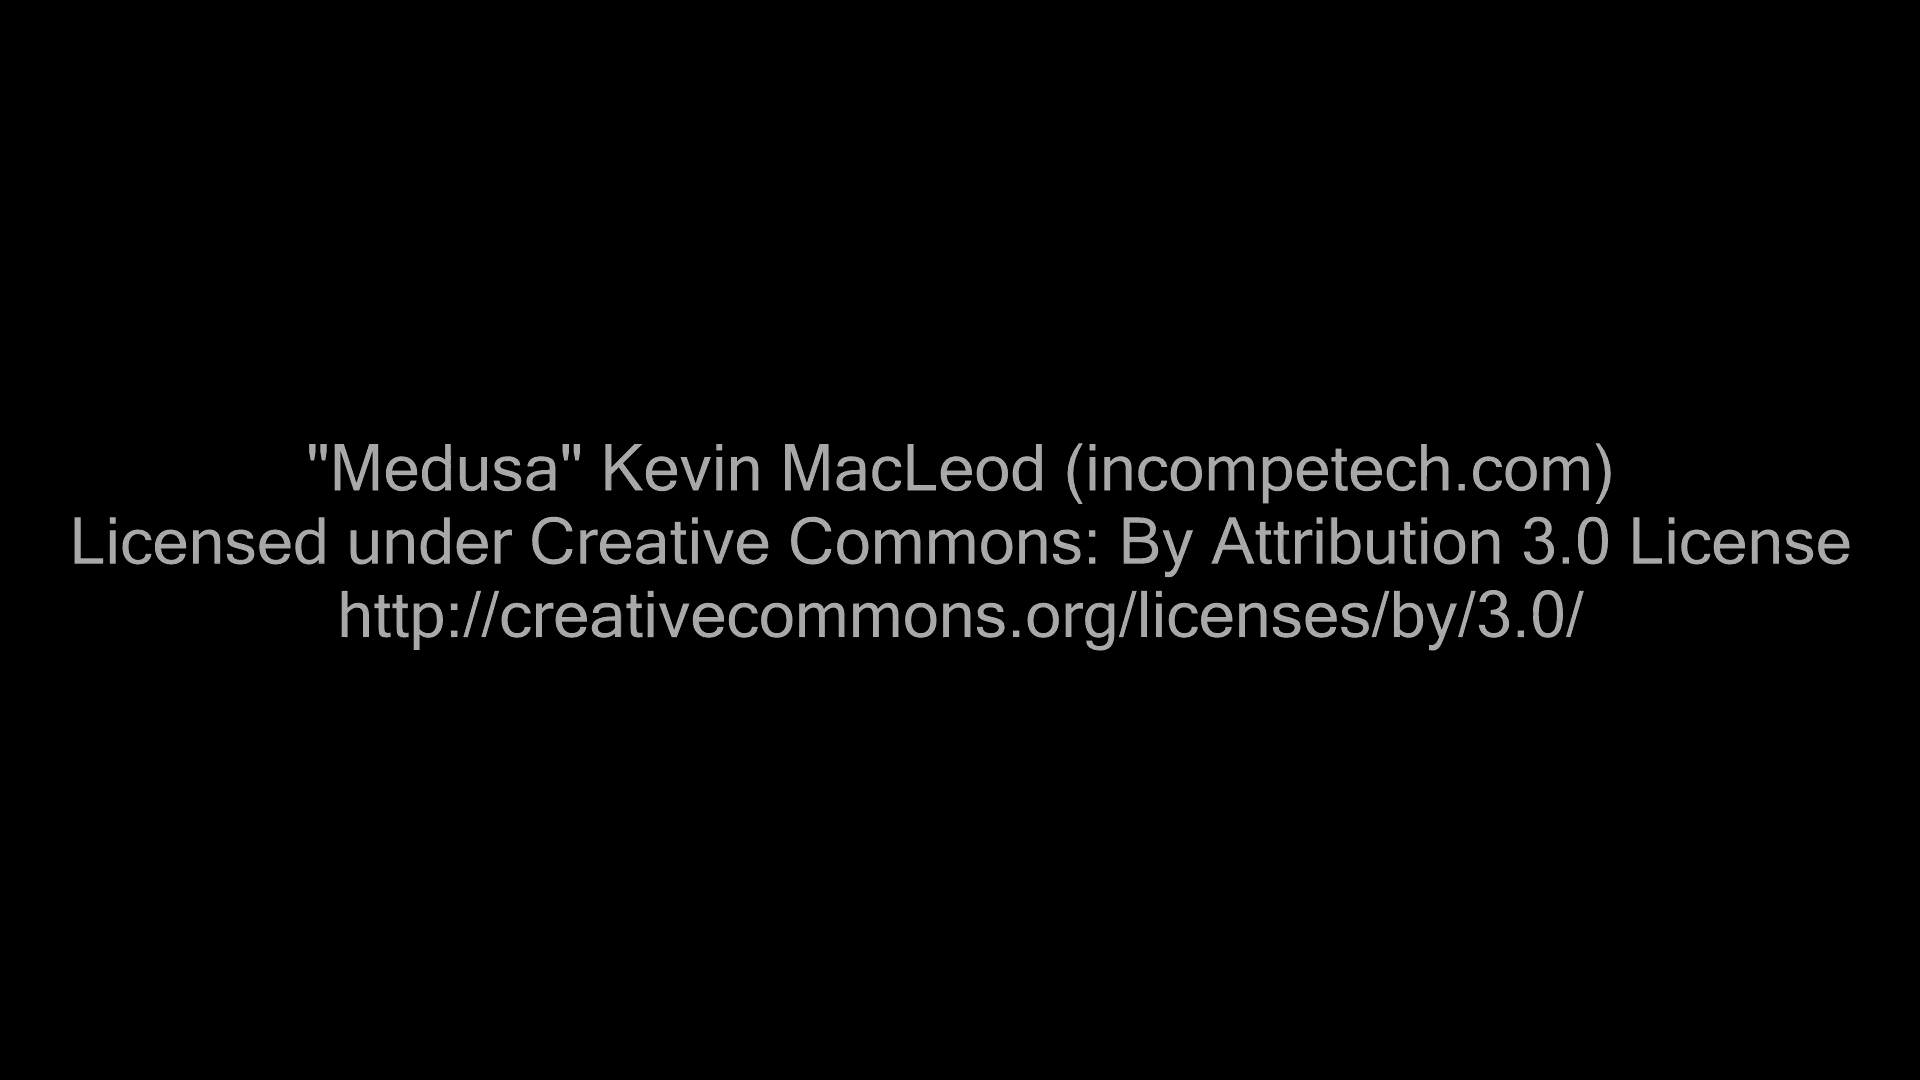 "Medusa" Kevin MacLeod (incompetech.com)
Licensed under Creative Commons: By Attribution 3.0 License
http://creativecommons.org/licenses/by/3.0/